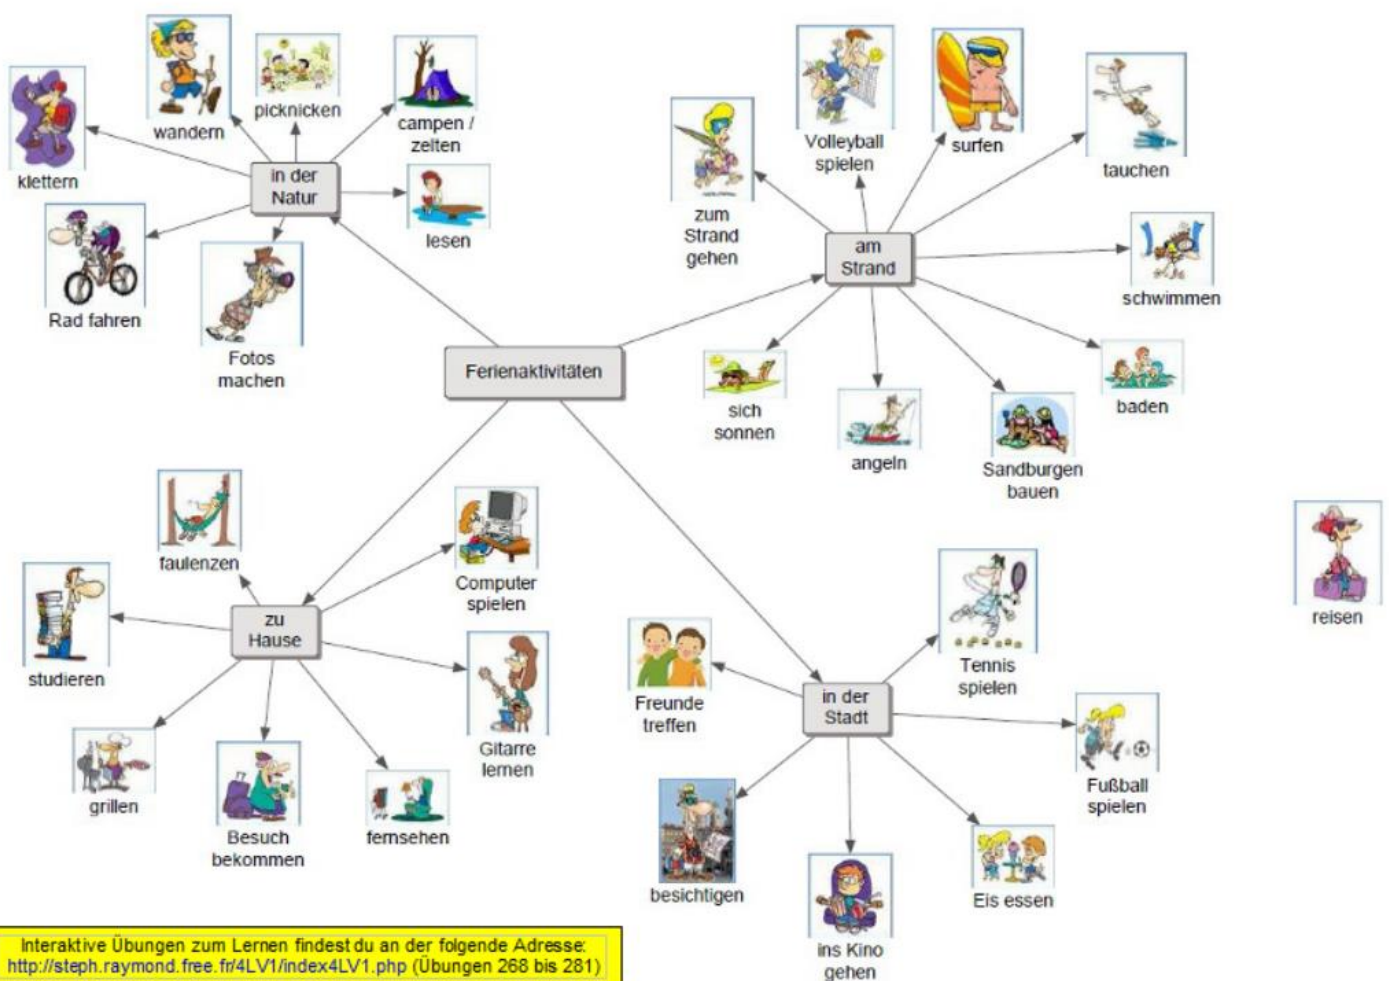 klettern
wandern
picknicken
campen /
zelten
in der
Natur
lesen
Rad fahren
Fotos
machen
zum
Strand
gehen
Volleyball
spielen
surfen
tauchen
am
Strand
schwimmen
baden
Sandburgen
bauen
angeln
sich
sonnen
Ferienaktivitäten
faulenzen
Computer
spielen
zu
Hause
studieren
grillen
Besuch
bekommen
fernsehen
Gitarre
lernen
Freunde
treffen
in der
Stadt
Tennis
spielen
Fußball
spielen
Eis essen
ins Kino
gehen
besichtigen
reisen
Interaktive Übungen zum Lernen findest du an der folgende Adresse:
http://steph.raymond.free.fr/4LV1/index4LV1.php (Übungen 268 bis 281)